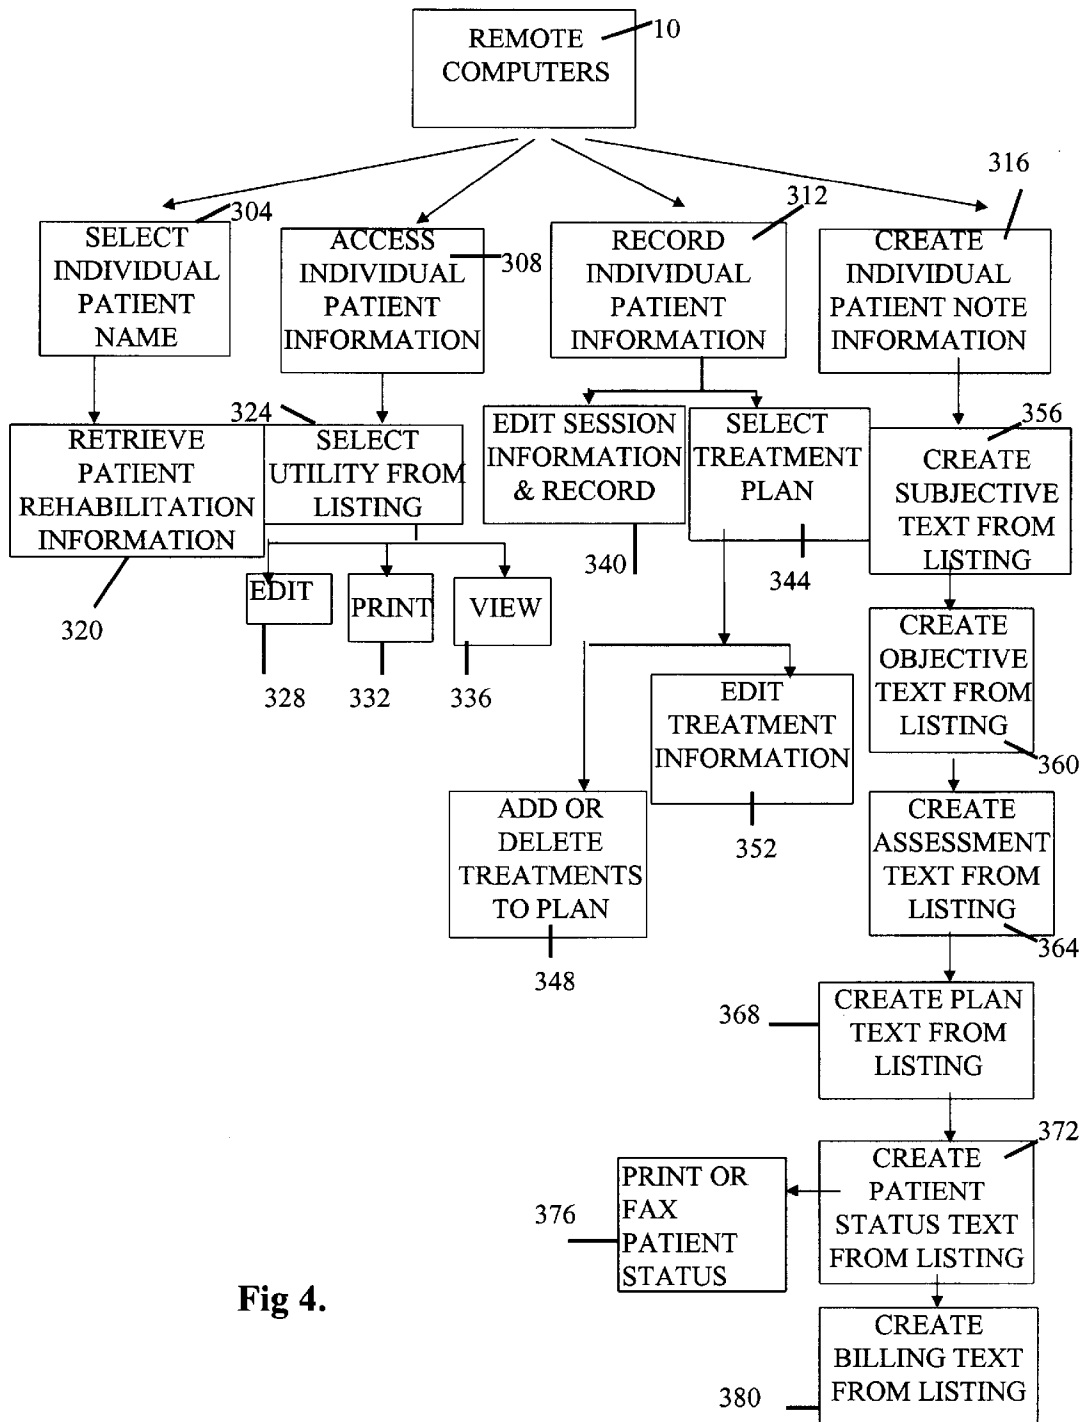 REMOTE
COMPUTERS
10
304
SELECT
INDIVIDUAL
PATIENT
NAME
ACCESS
INDIVIDUAL
PATIENT
INFORMATION
308
312
RECORD
INDIVIDUAL
PATIENT
INFORMATION
316
CREATE
INDIVIDUAL
PATIENT NOTE
INFORMATION
RETRIEVE
PATIENT
REHABILITATION
INFORMATION
320
324
SELECT
UTILITY FROM
LISTING
EDIT
328
PRINT
332
VIEW
336
EDIT SESSION
INFORMATION
& RECORD
340
SELECT
TREATMENT
PLAN
344
ADD OR
DELETE
TREATMENTS
TO PLAN
348
EDIT
TREATMENT
INFORMATION
352
356
CREATE
SUBJECTIVE
TEXT FROM
LISTING
CREATE
OBJECTIVE
TEXT FROM
LISTING
360
CREATE
ASSESSMENT
TEXT FROM
LISTING
364
368
CREATE PLAN
TEXT FROM
LISTING
372
CREATE
PATIENT
STATUS TEXT
FROM LISTING
376
PRINT OR
FAX
PATIENT
STATUS
CREATE
BILLING TEXT
FROM LISTING
380
Fig 4.